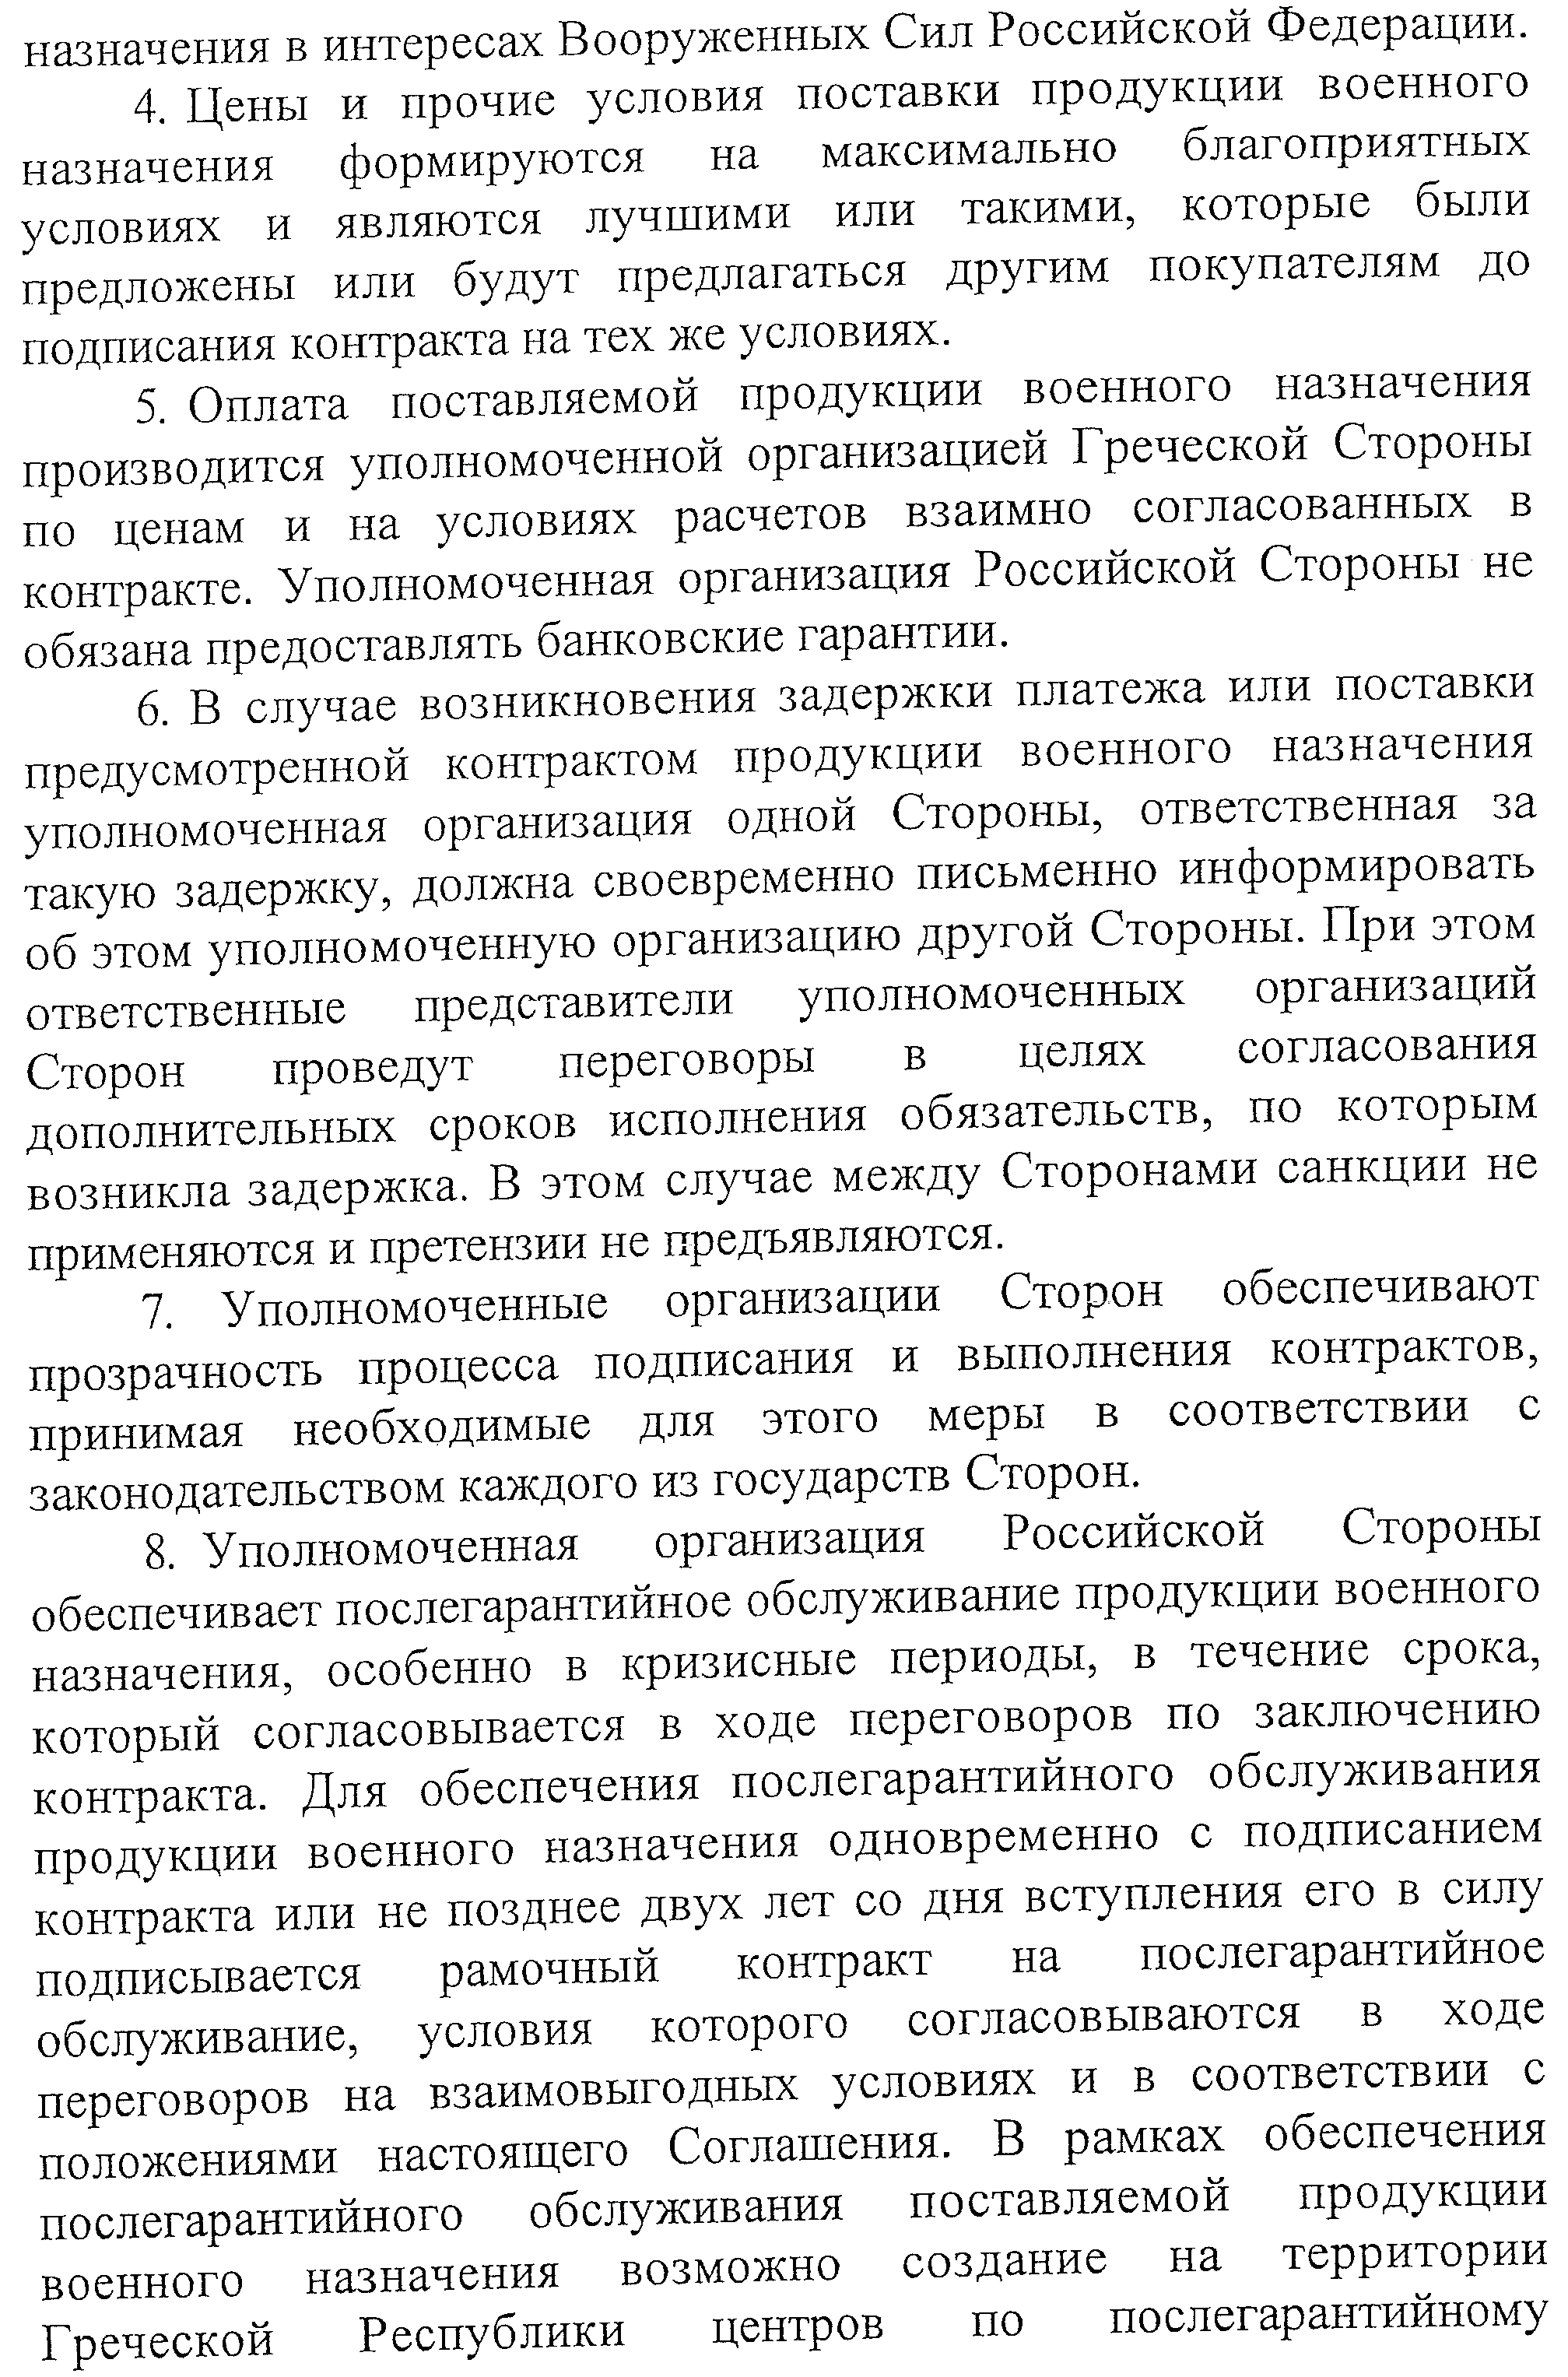 назначения в интересах Вооруженных Сил Российской Федерации.
4. Цены и прочие условия поставки продукции военного
назначения формируются на максимально благоприятных
условиях и являются лучшими или такими, которые были
предложены или будут предлагаться другим покупателям до
подписания контракта на тех же условиях.
5. Оплата поставляемой продукции военного назначения
производится уполномоченной организацией Греческой Стороны
по ценам и на условиях расчетов взаимно согласованных в
контракте. Уполномоченная организация Российской Стороны не
обязана предоставлять банковские гарантии.
6. В случае возникновения задержки платежа или поставки
предусмотренной контрактом продукции военного назначения
уполномоченная организация одной Стороны, ответственная за
такую задержку, должна своевременно письменно информировать
об этом уполномоченную организацию другой Стороны. При этом
ответственные представители уполномоченных организаций
Сторон проведут переговоры в целях согласования
дополнительных сроков исполнения обязательств, по которым
возникла задержка. В этом случае между Сторонами санкции не
применяются и претензии не предъявляются.
7. Уполномоченные организации Сторон обеспечивают
прозрачность процесса подписания и выполнения контрактов,
принимая необходимые для этого меры в соответствии с
законодательством каждого из государств Сторон.
8. Уполномоченная организация Российской Стороны
обеспечивает послегарантийное обслуживание продукции военного
назначения, особенно в кризисные периоды, в течение срока,
который согласовывается в ходе переговоров по заключению
контракта. Для обеспечения послегарантийного обслуживания
продукции военного назначения одновременно с подписанием
контракта или не позднее двух лет со дня вступления его в силу
подписывается рамочный контракт на послегарантийное
обслуживание, условия которого согласовываются в ходе
переговоров на взаимовыгодных условиях и в соответствии с
положениями настоящего Соглашения. В рамках обеспечения
послегарантийного обслуживания поставляемой продукции
военного назначения возможно создание на территории
Греческой Республики центров по послегарантийному